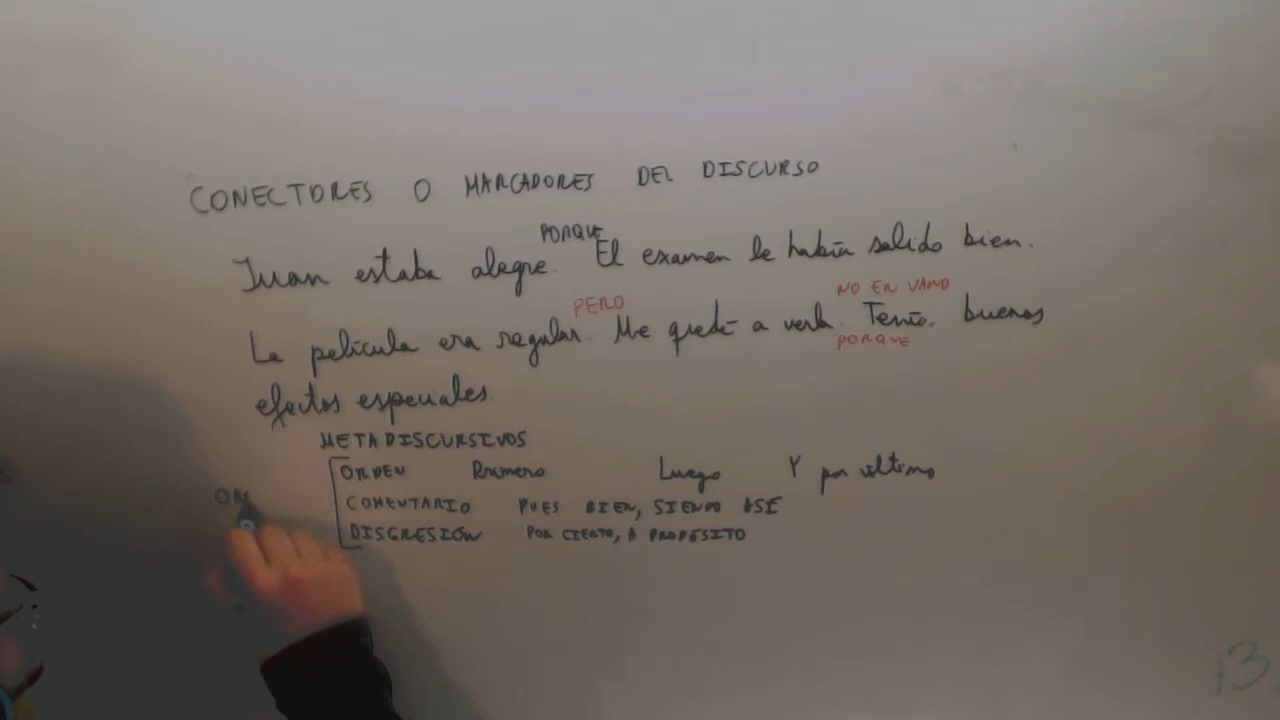 CONECTORES O MARCADORES DEL DISCURSO
PORQUE
Juan estaba alegre. El examen le había salido bien.
PERO NO EN VANO
La película era regular. Me quedé a verla. Tenía buenos
PORQUE
efectos especiales.
METADISCURSIVOS
ORDEN Primero Luego Y por último
COMENTARIO PUES BIEN, SIENDO ASÍ
OR
DISGRESIÓN POR CIERTO, A PROPÓSITO
13